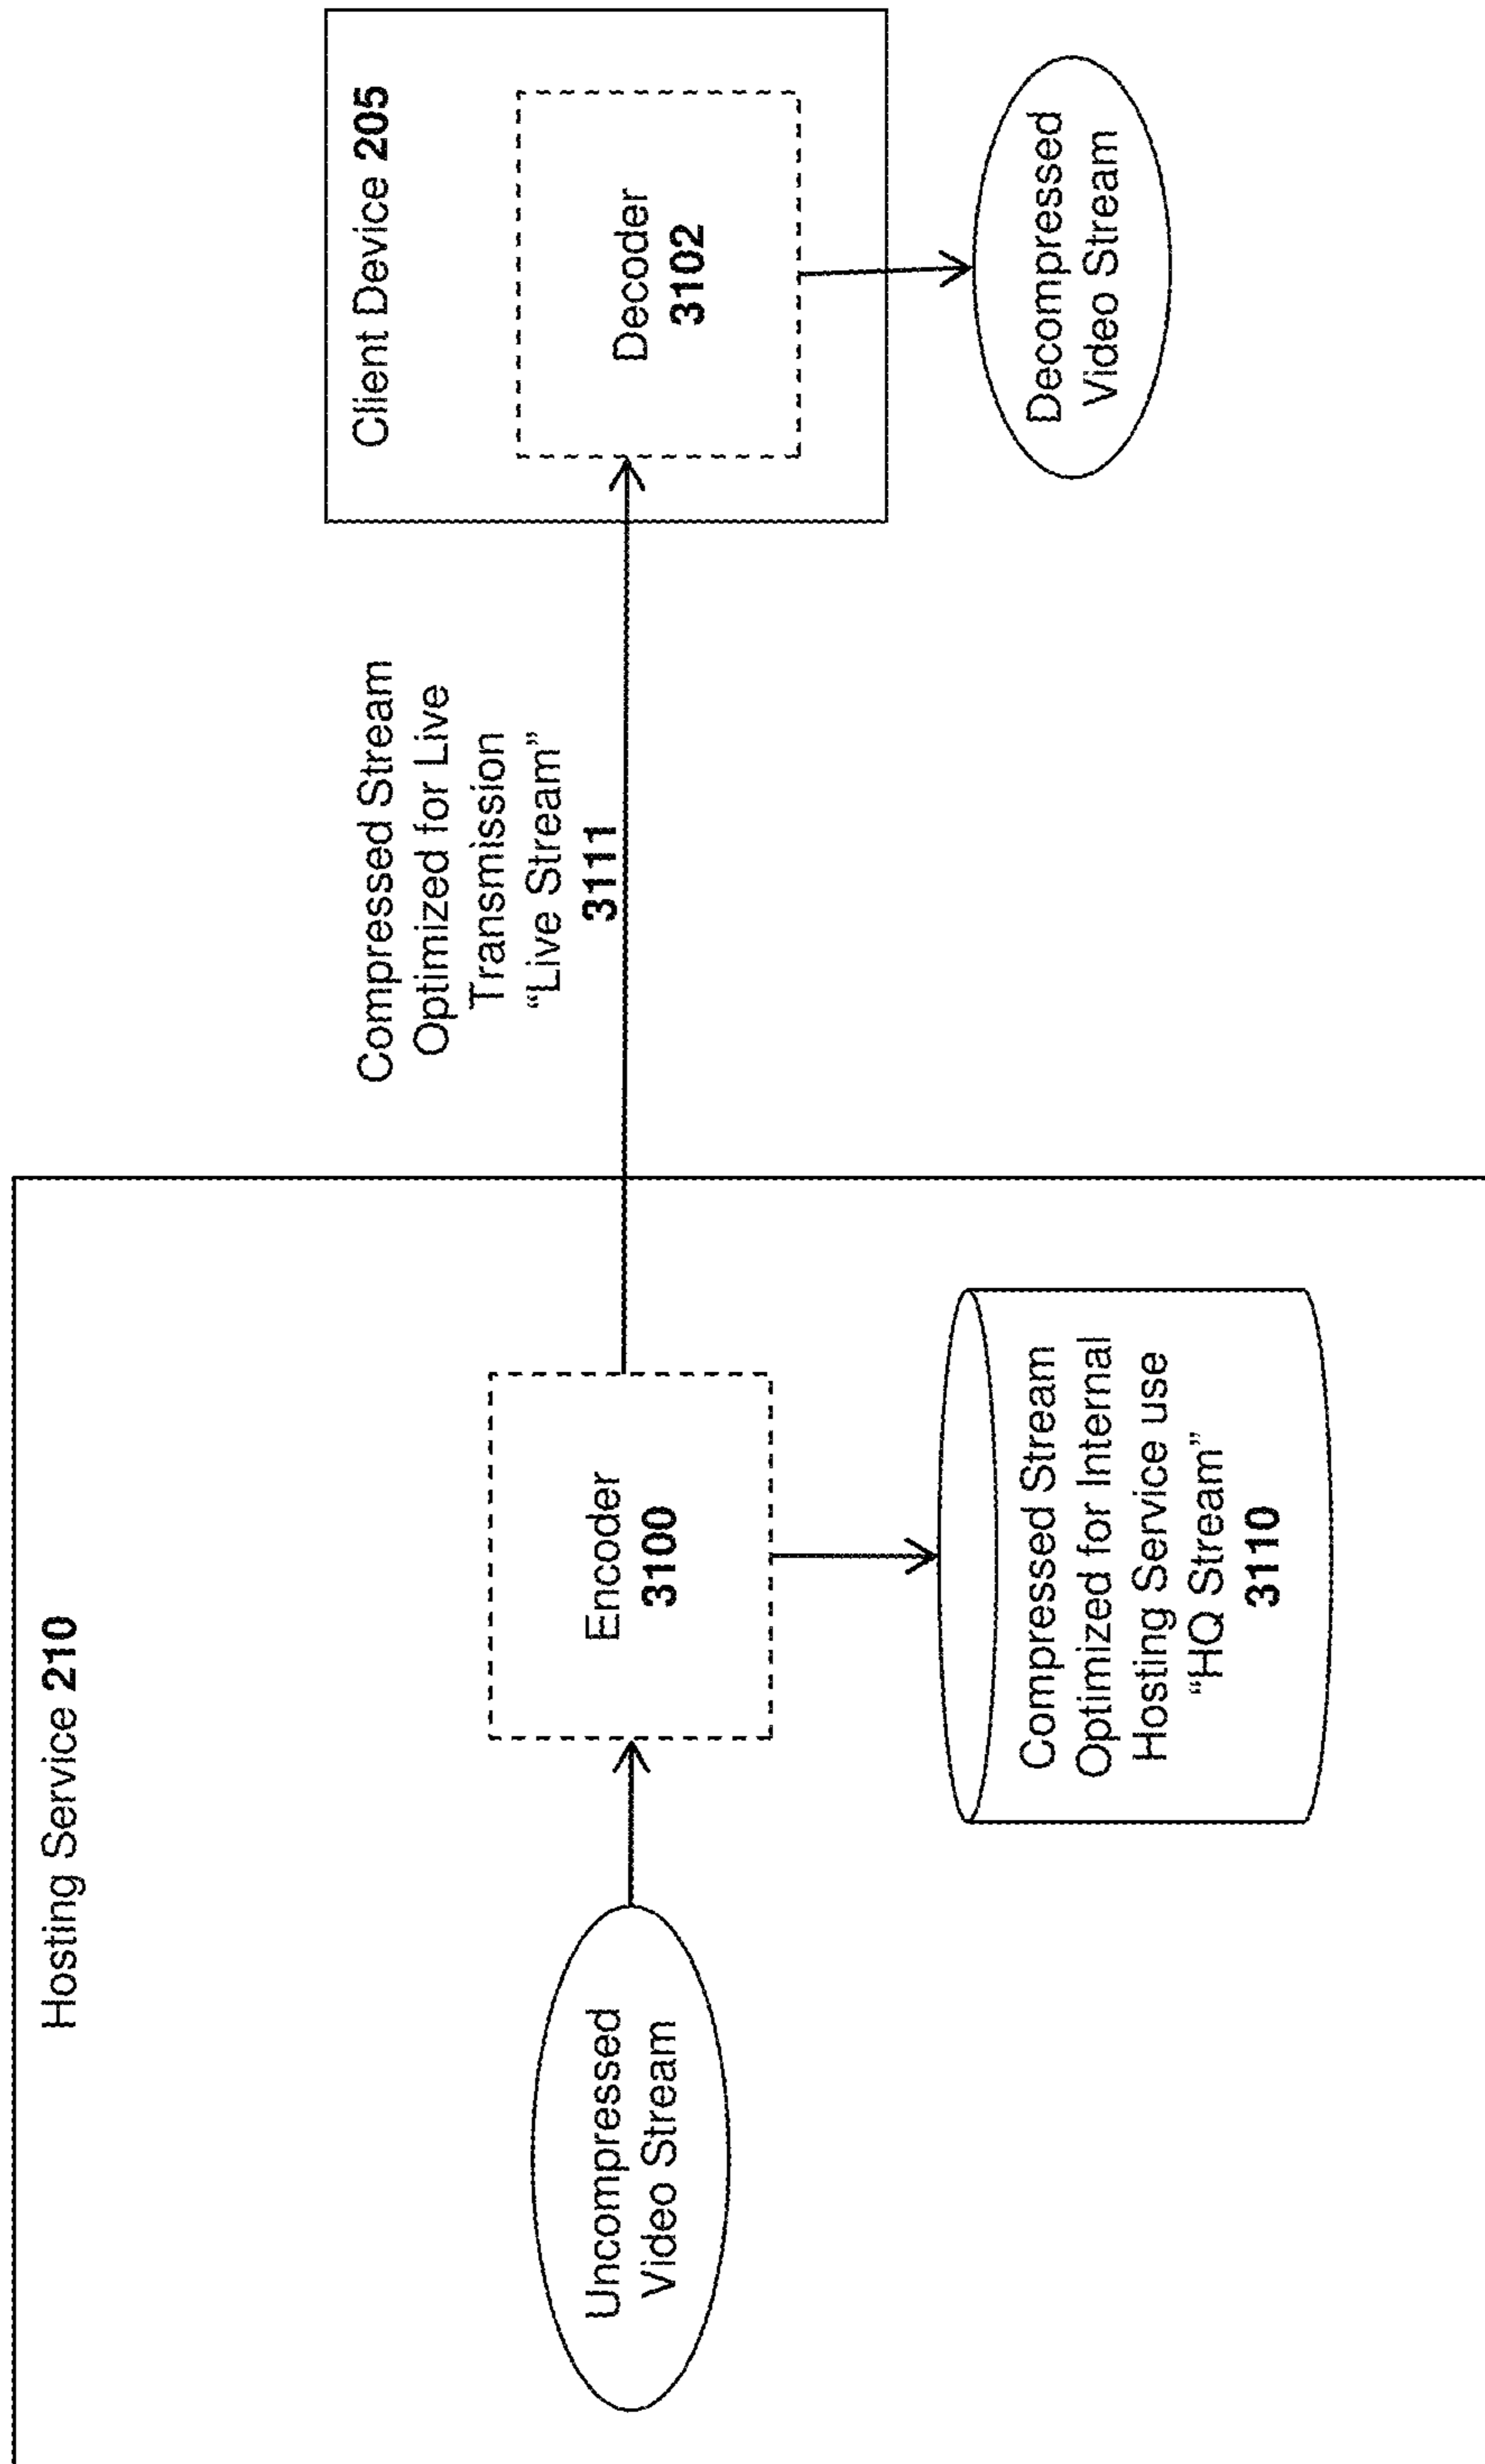 Hosting Service 210
Uncompressed
Video Stream
Encoder
3100
Compressed Stream
Optimized for Internal
Hosting Service use
“HQ Stream”
3110
Compressed Stream
Optimized for Live
Transmission
“Live Stream”
3111
Client Device 205
Decoder
3102
Decompressed
Video Stream